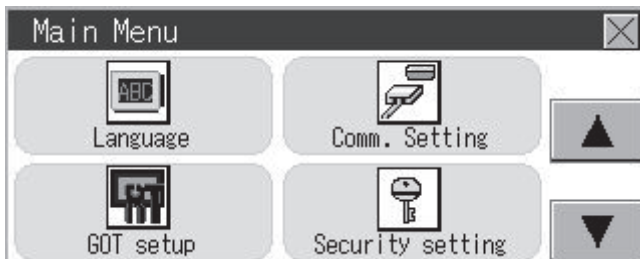 Main Menu
ABC
Language
Comm. Setting
GOT setup
Security setting